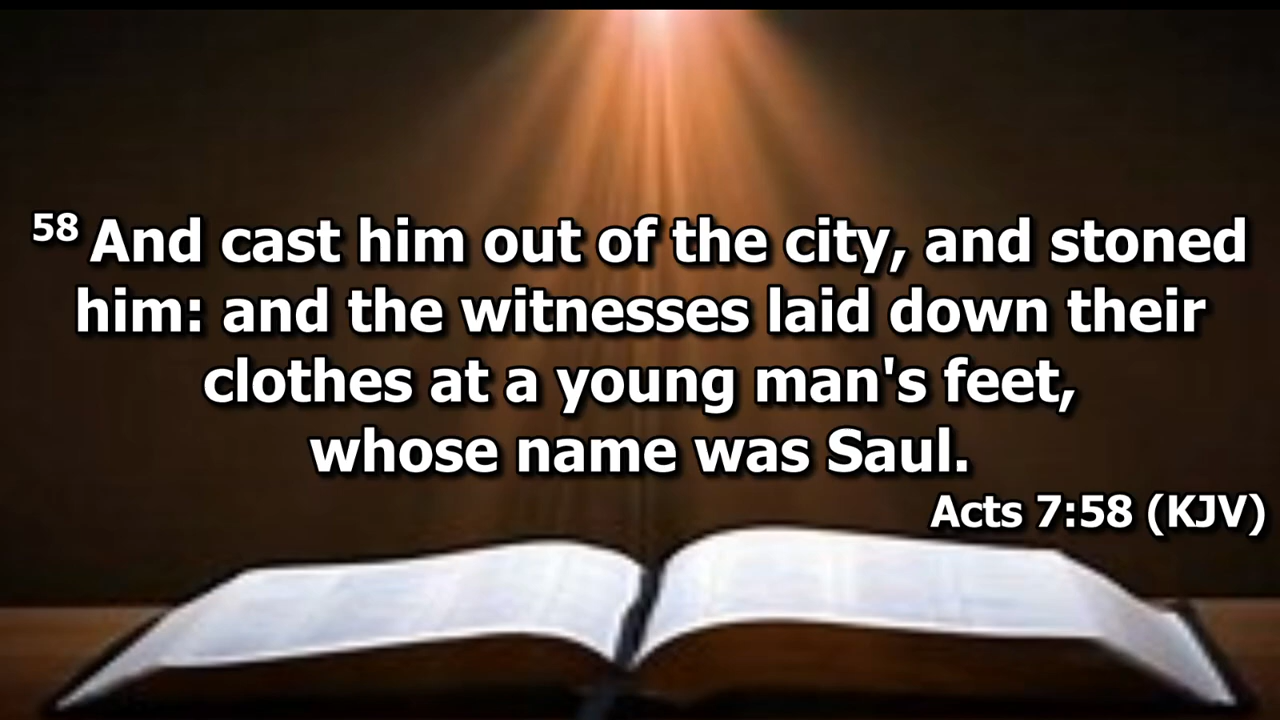 58 And cast him out of the city, and stoned
him: and the witnesses laid down their
clothes at a young man's feet,
whose name was Saul.
Acts 7:58 (KJV)